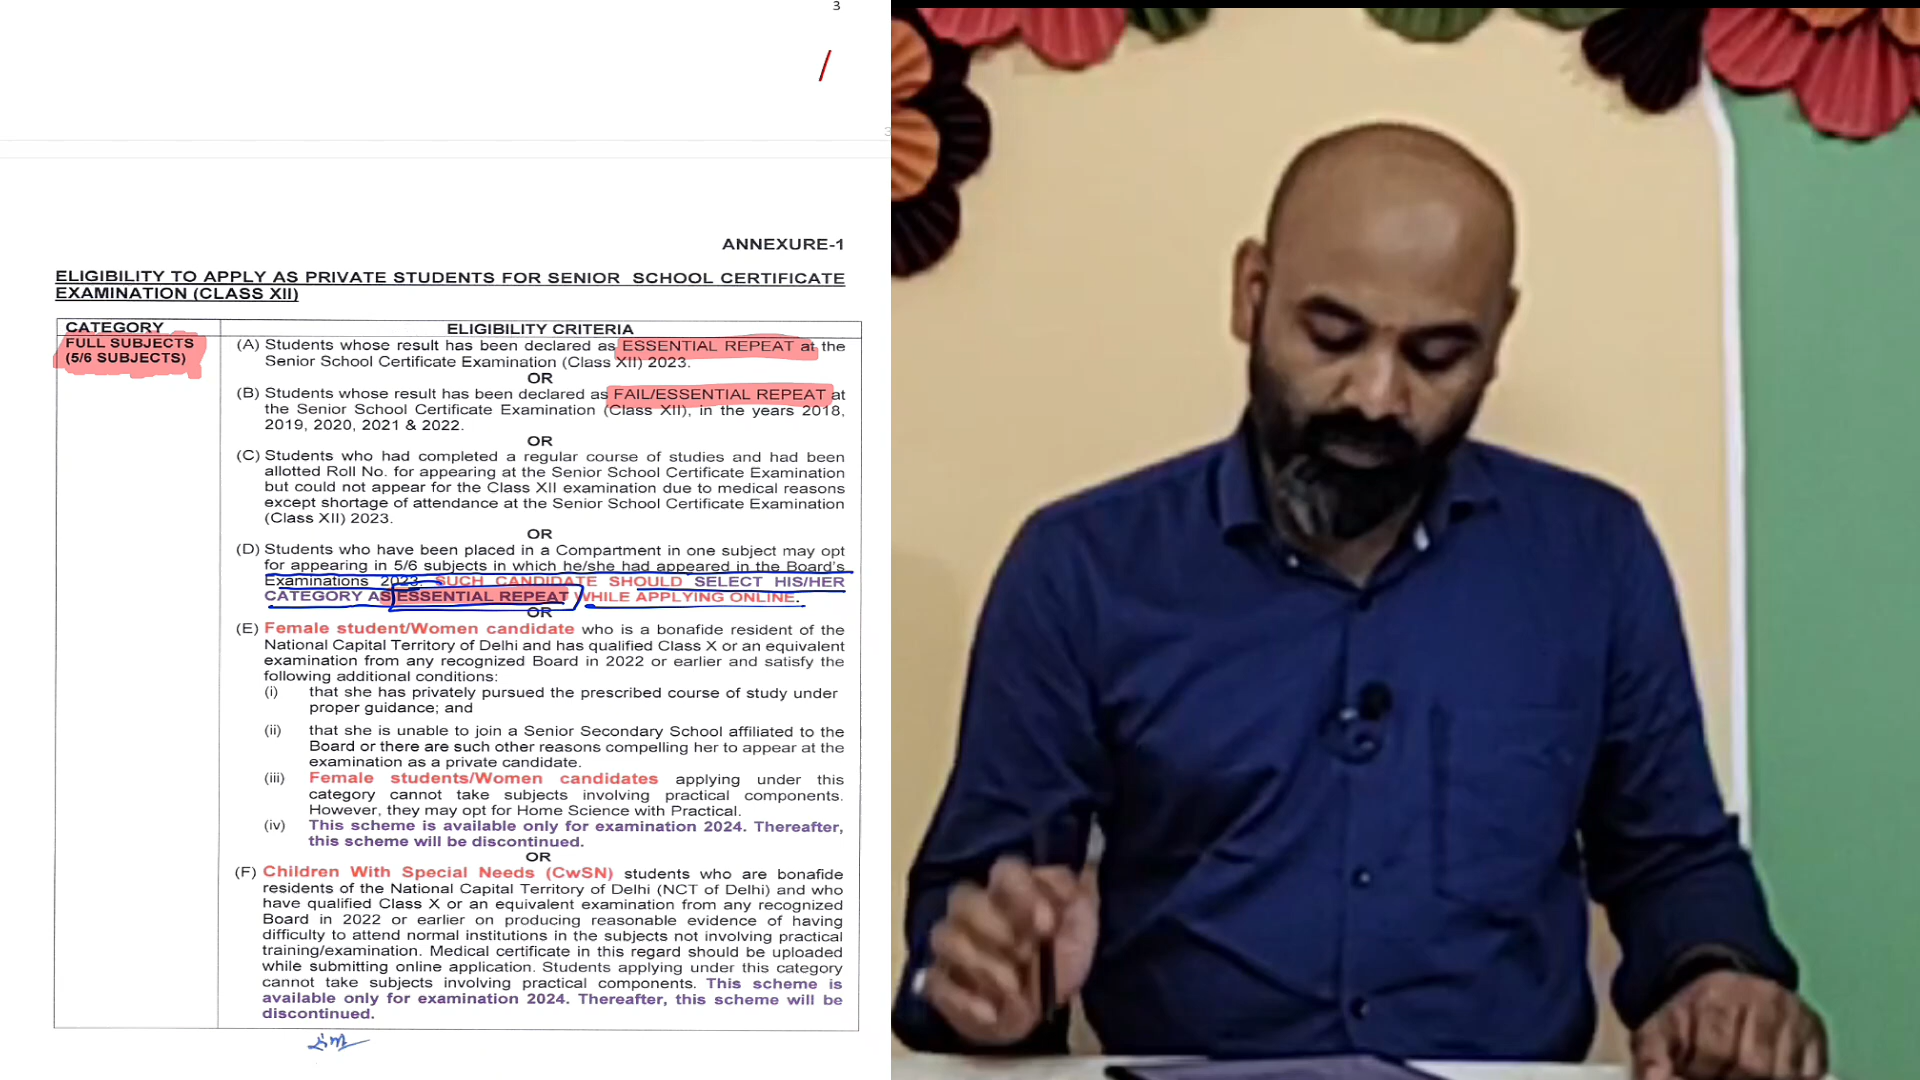 3
3
ANNEXURE-1
ELIGIBILITY TO APPLY AS PRIVATE STUDENTS FOR SENIOR SCHOOL CERTIFICATE
EXAMINATION (CLASS XII)
CATEGORY
ELIGIBILITY CRITERIA
FULL SUBJECTS
(5/6 SUBJECTS)
(A) Students whose result has been declared as ESSENTIAL REPEAT at the
Senior School Certificate Examination (Class XII) 2023.
OR
(B) Students whose result has been declared as FAIL/ESSENTIAL REPEAT at
the Senior School Certificate Examination (Class XII), in the years 2018,
2019, 2020, 2021 & 2022.
OR
(C) Students who had completed a regular course of studies and had been
allotted Roll No. for appearing at the Senior School Certificate Examination
but could not appear for the Class XII examination due to medical reasons
except shortage of attendance at the Senior School Certificate Examination
(Class XII) 2023.
OR
(D) Students who have been placed in a Compartment in one subject may opt
for appearing in 5/6 subjects in which he/she had appeared in the Board's
Examinations 2023. SUCH CANDIDATE SHOULD SELECT HIS/HER
CATEGORY AS ESSENTIAL REPEAT WHILE APPLYING ONLINE.
OR
(E) Female student/Women candidate who is a bonafide resident of the
National Capital Territory of Delhi and has qualified Class X or an equivalent
examination from any recognized Board in 2022 or earlier and satisfy the
following additional conditions:
(i) that she has privately pursued the prescribed course of study under
proper guidance; and
(ii) that she is unable to join a Senior Secondary School affiliated to the
Board or there are such other reasons compelling her to appear at the
examination as a private candidate.
(iii) Female students/Women candidates applying under this
category cannot take subjects involving practical components.
However, they may opt for Home Science with Practical.
(iv) This scheme is available only for examination 2024. Thereafter,
this scheme will be discontinued.
OR
(F) Children With Special Needs (CwSN) students who are bonafide
residents of the National Capital Territory of Delhi (NCT of Delhi) and who
have qualified Class X or an equivalent examination from any recognized
Board in 2022 or earlier on producing reasonable evidence of having
difficulty to attend normal institutions in the subjects not involving practical
training/examination. Medical certificate in this regard should be uploaded
while submitting online application. Students applying under this category
cannot take subjects involving practical components. This scheme is
available only for examination 2024. Thereafter, this scheme will be
discontinued.